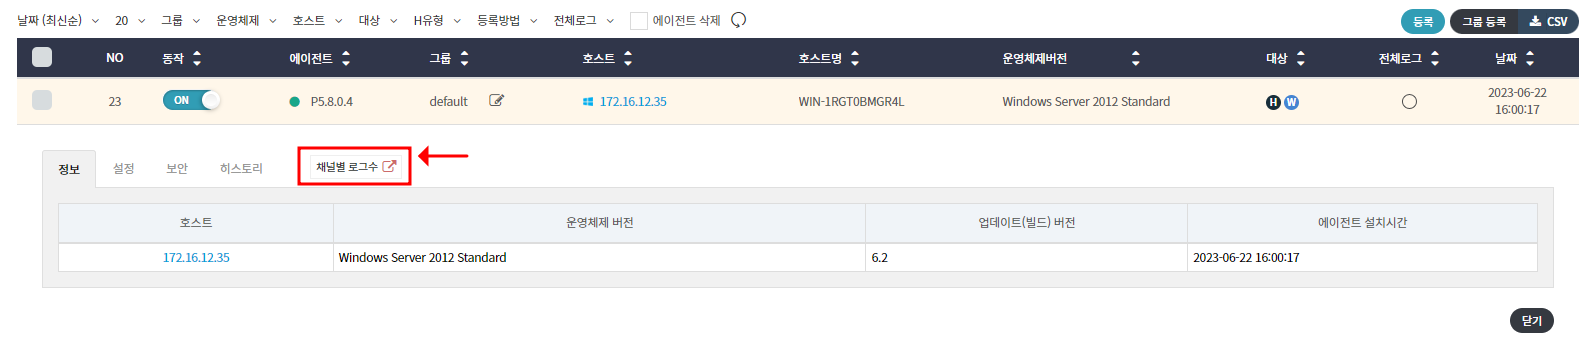 날짜 (최신순) 20 그룹 운영체제 호스트 대상 H유형 등록방법 전체로그 에이전트 삭제 등록 그룹 등록 CSV
NO 동작 에이전트 그룹 호스트 호스트명 운영체제버전 대상 전체로그 날짜
23 ON P5.8.0.4 default 172.16.12.35 WIN-1RGT0BMGR4L Windows Server 2012 Standard H W 2023-06-22
16:00:17
정보 설정 보안 히스토리 채널별 로그수
호스트 운영체제 버전 업데이트(빌드) 버전 에이전트 설치시간
172.16.12.35 Windows Server 2012 Standard 6.2 2023-06-22 16:00:17
닫기